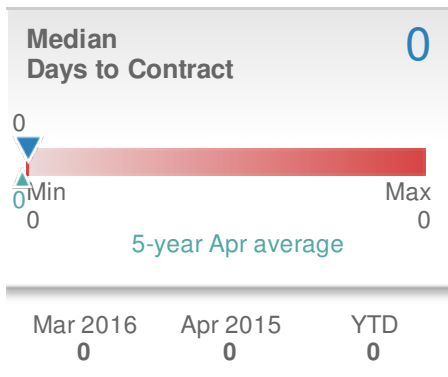 Median
Days to Contract
0
0
0
Min
Max
0
0
5-year Apr average
Mar 2016 Apr 2015 YTD
0 0 0